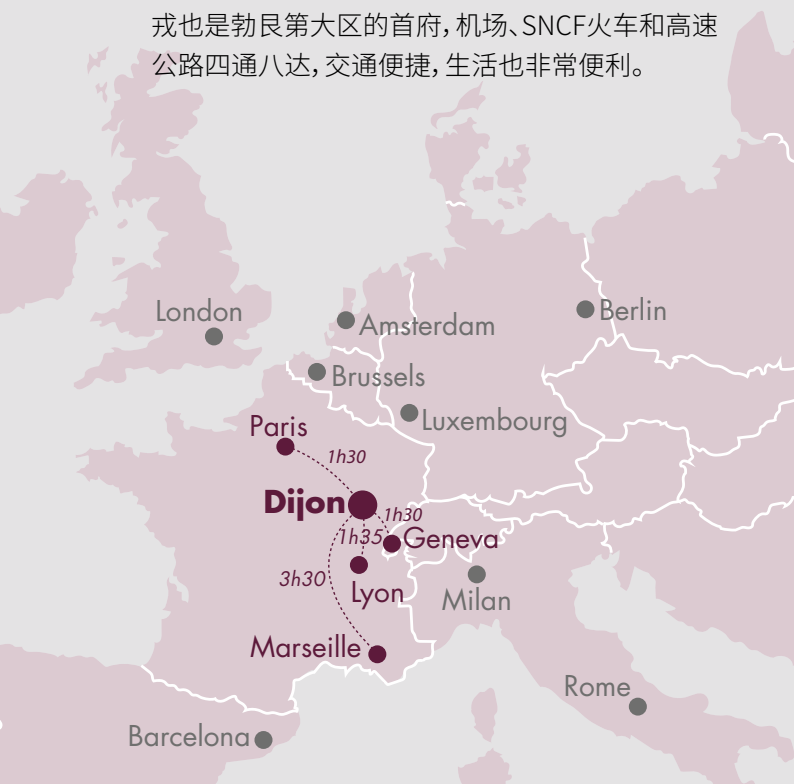 戎也是勃艮第大区的首府，机场、SNCF火车和高速
公路四通八达，交通便捷，生活也非常便利。
London
Amsterdam
Berlin
Brussels
Luxembourg
Paris
1h30
Dijon
1h30
1h35
Geneva
3h30
Lyon
Milan
Marseille
Rome
Barcelona